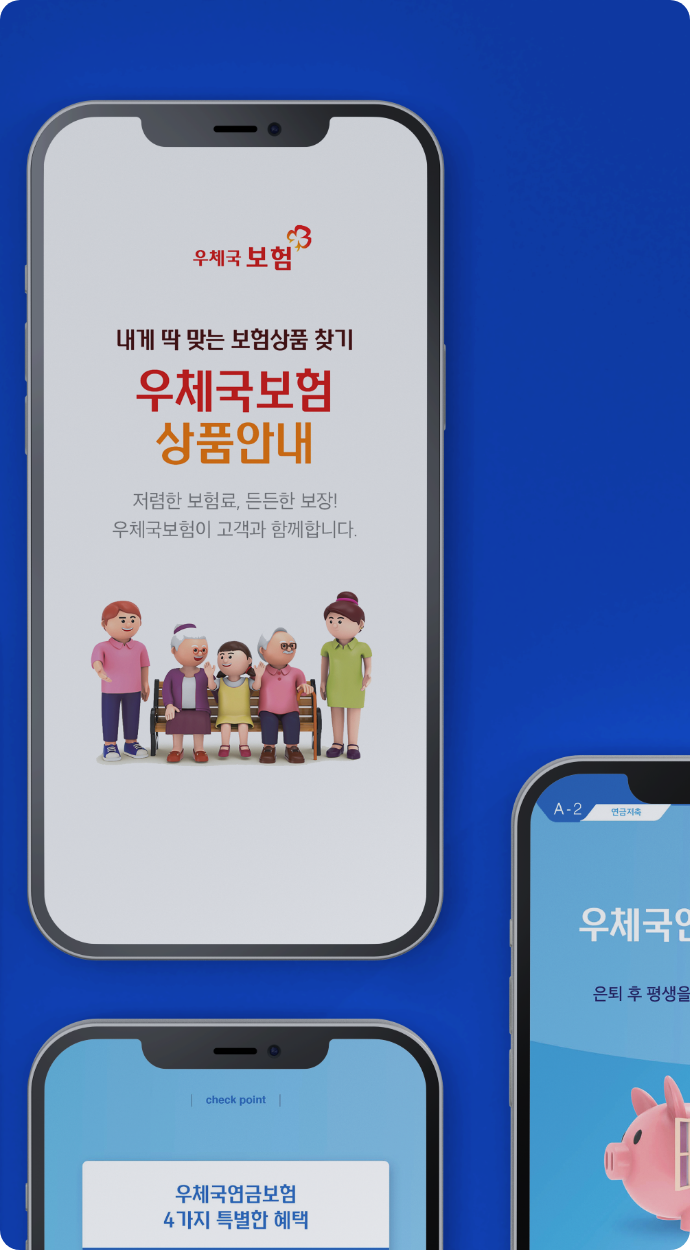 우체국 보험
내게 딱 맞는 보험상품 찾기
우체국보험
상품안내
저렴한 보험료, 든든한 보장!
우체국보험이 고객과 함께합니다.
A-2
연금저축
우체국연
은퇴 후 평생을
| check point |
우체국연금보험
4가지 특별한 혜택